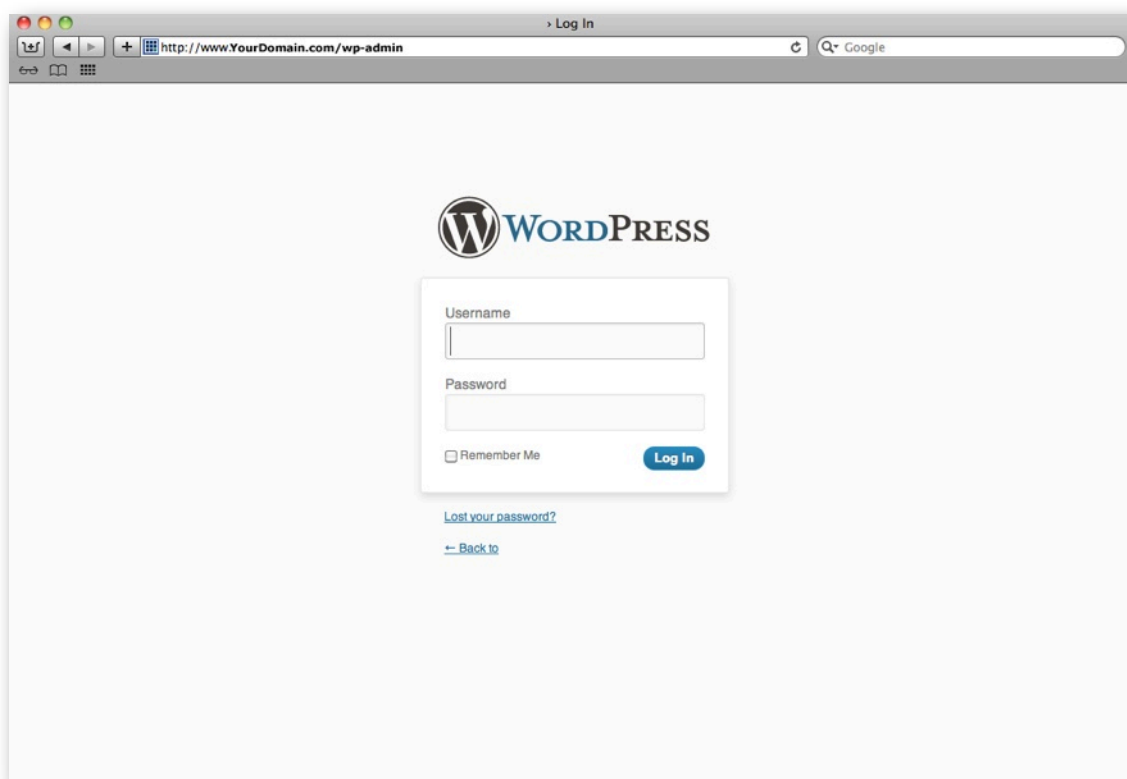 › Log In
http://www.YourDomain.com/wp-admin
Google
WORDPRESS
Username
Password
Remember Me
Log In
Lost your password?
← Back to